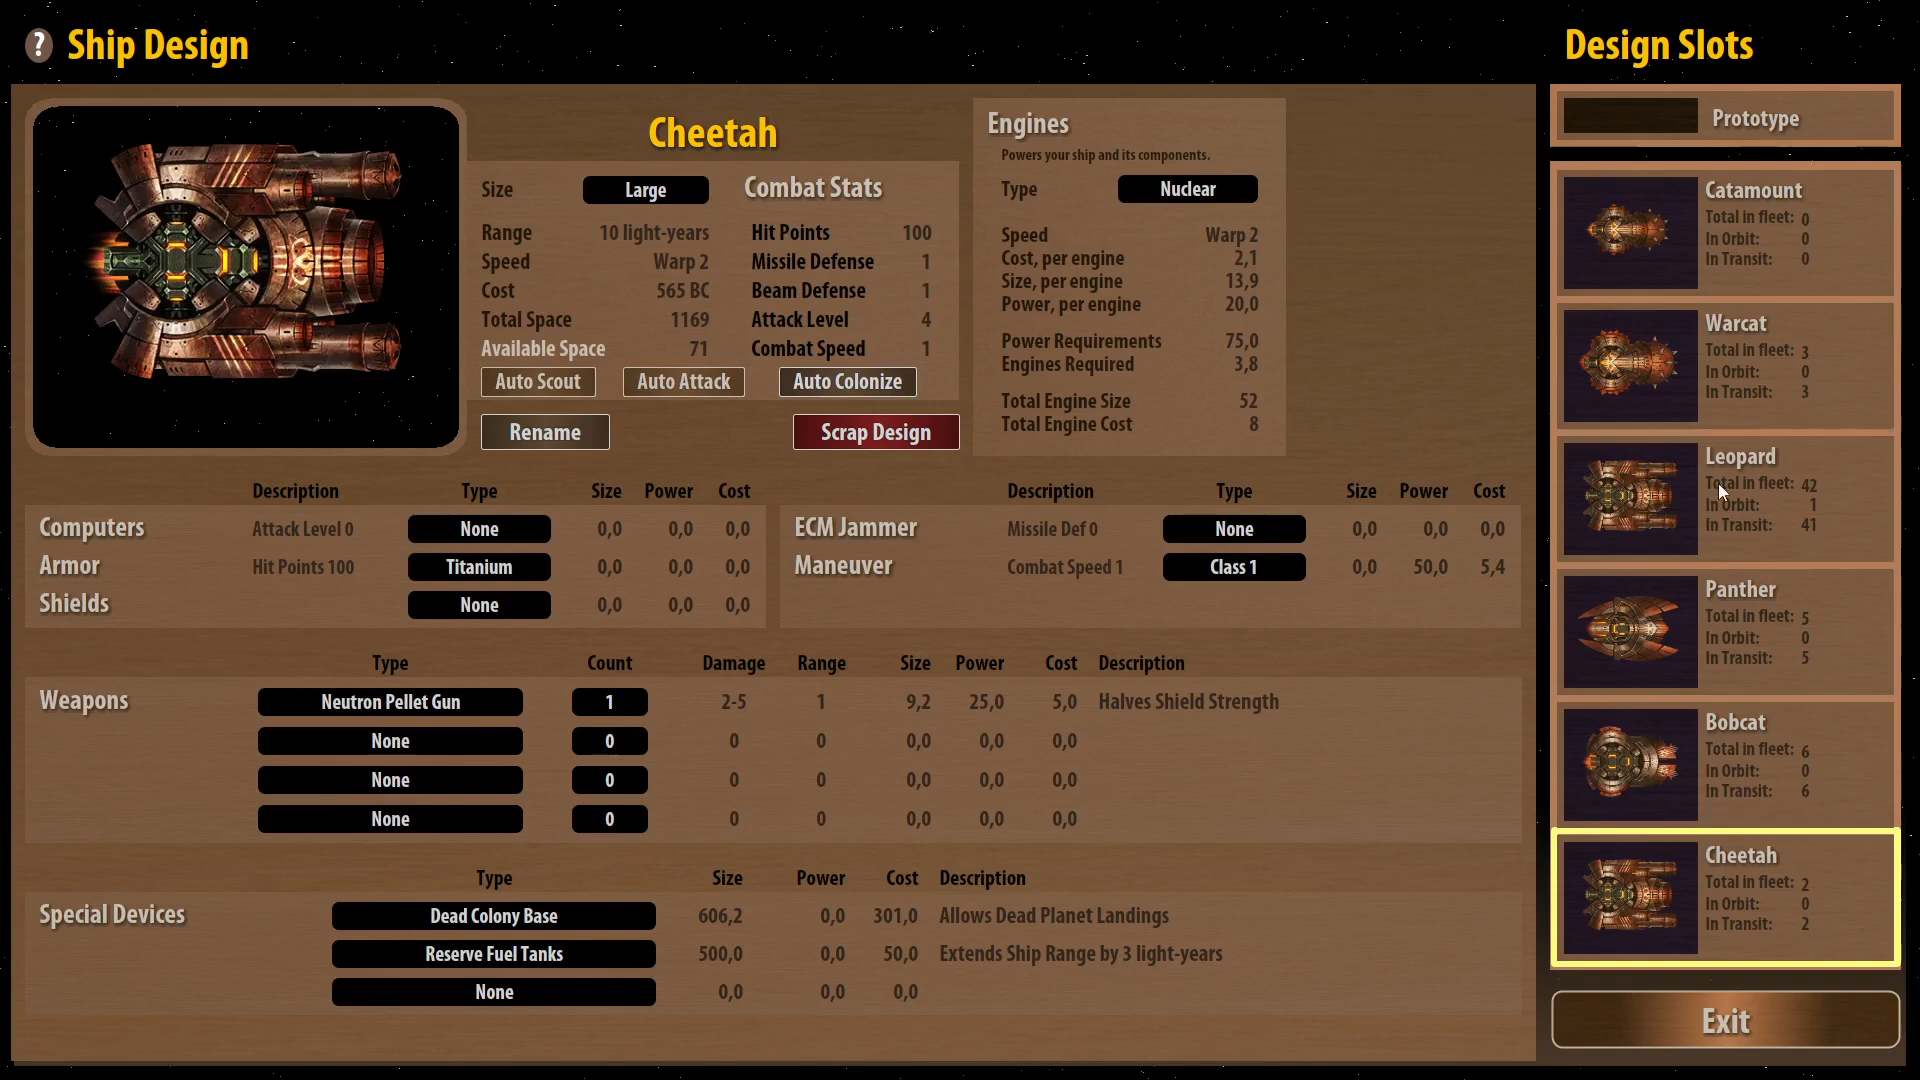 ? Ship Design
Design Slots
Cheetah
Size Large
Range 10 light-years
Speed Warp 2
Cost 565 BC
Total Space 1169
Available Space 71
Combat Stats
Hit Points 100
Missile Defense 1
Beam Defense 1
Attack Level 4
Combat Speed 1
Auto Scout Auto Attack Auto Colonize
Rename Scrap Design
Engines
Powers your ship and its components.
Type Nuclear
Speed Warp 2
Cost, per engine 2,1
Size, per engine 13,9
Power, per engine 20,0
Power Requirements 75,0
Engines Required 3,8
Total Engine Size 52
Total Engine Cost 8
Description Type Size Power Cost
Computers Attack Level 0 None 0,0 0,0 0,0
Armor Hit Points 100 Titanium 0,0 0,0 0,0
Shields None 0,0 0,0 0,0
Description Type Size Power Cost
ECM Jammer Missile Def 0 None 0,0 0,0 0,0
Maneuver Combat Speed 1 Class 1 0,0 50,0 5,4
Type Count Damage Range Size Power Cost Description
Weapons Neutron Pellet Gun 1 2-5 1 9,2 25,0 5,0 Halves Shield Strength
None 0 0 0 0,0 0,0 0,0
None 0 0 0 0,0 0,0 0,0
None 0 0 0 0,0 0,0 0,0
Type Size Power Cost Description
Special Devices Dead Colony Base 606,2 0,0 301,0 Allows Dead Planet Landings
Reserve Fuel Tanks 500,0 0,0 50,0 Extends Ship Range by 3 light-years
None 0,0 0,0 0,0
Prototype
Catamount
Total in fleet: 0
In Orbit: 0
In Transit: 0
Warcat
Total in fleet: 3
In Orbit: 0
In Transit: 3
Leopard
Total in fleet: 42
In Orbit: 1
In Transit: 41
Panther
Total in fleet: 5
In Orbit: 0
In Transit: 5
Bobcat
Total in fleet: 6
In Orbit: 0
In Transit: 6
Cheetah
Total in fleet: 2
In Orbit: 0
In Transit: 2
Exit